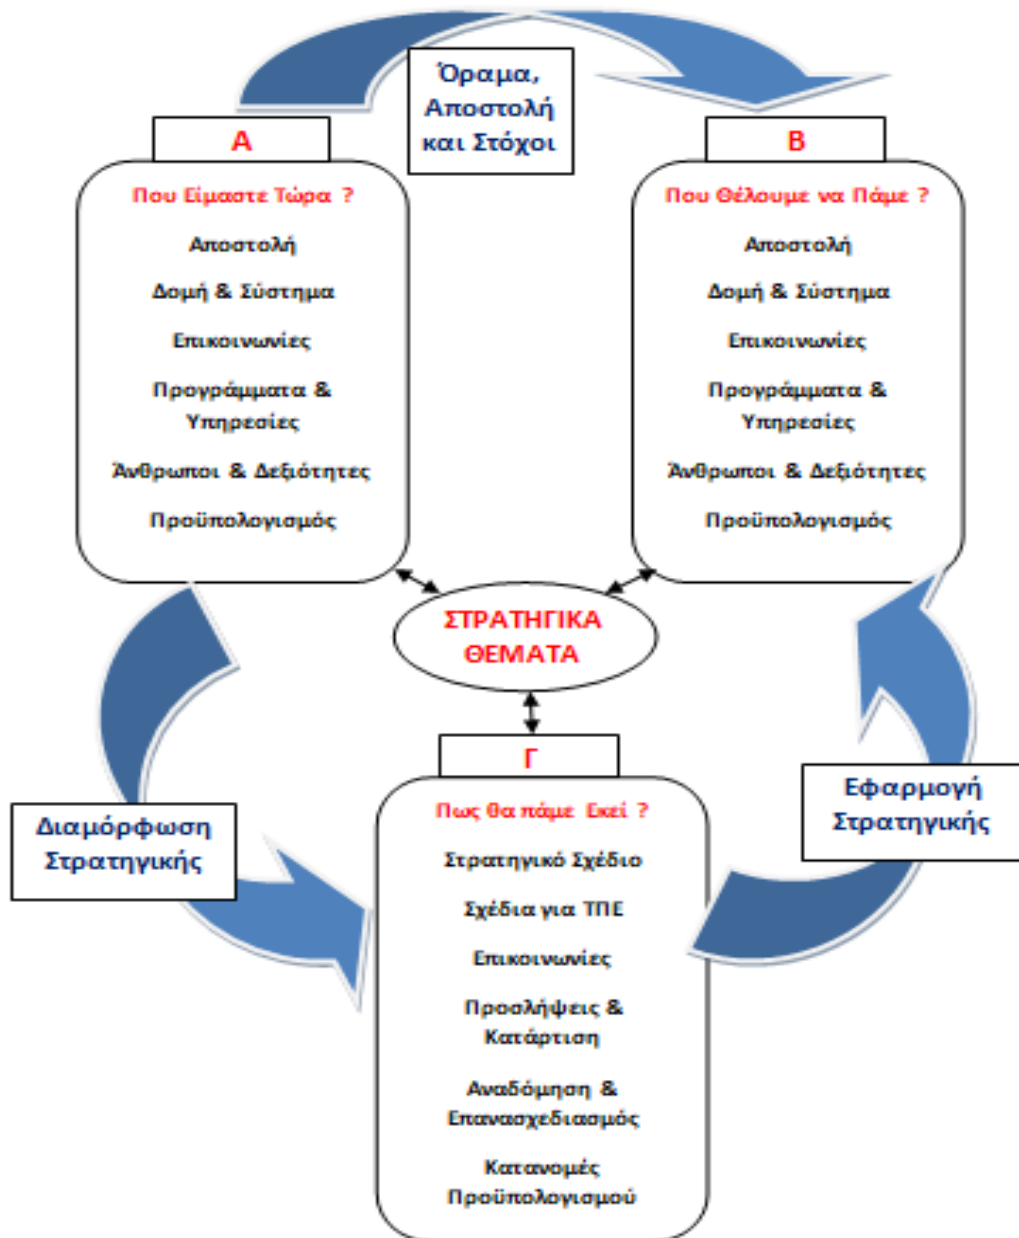 Όραμα,
Αποστολή
και Στόχοι
Α
Που Είμαστε Τώρα ?
Αποστολή
Δομή & Σύστημα
Επικοινωνίες
Προγράμματα &
Υπηρεσίες
Άνθρωποι & Δεξιότητες
Προϋπολογισμός
Β
Που Θέλουμε να Πάμε ?
Αποστολή
Δομή & Σύστημα
Επικοινωνίες
Προγράμματα &
Υπηρεσίες
Άνθρωποι & Δεξιότητες
Προϋπολογισμός
ΣΤΡΑΤΗΓΙΚΑ
ΘΕΜΑΤΑ
Διαμόρφωση
Στρατηγικής
Γ
Πως θα πάμε Εκεί ?
Στρατηγικό Σχέδιο
Σχέδια για ΤΠΕ
Επικοινωνίες
Προσλήψεις &
Κατάρτιση
Αναδόμηση &
Επανασχεδιασμός
Κατανομές
Προϋπολογισμού
Εφαρμογή
Στρατηγικής